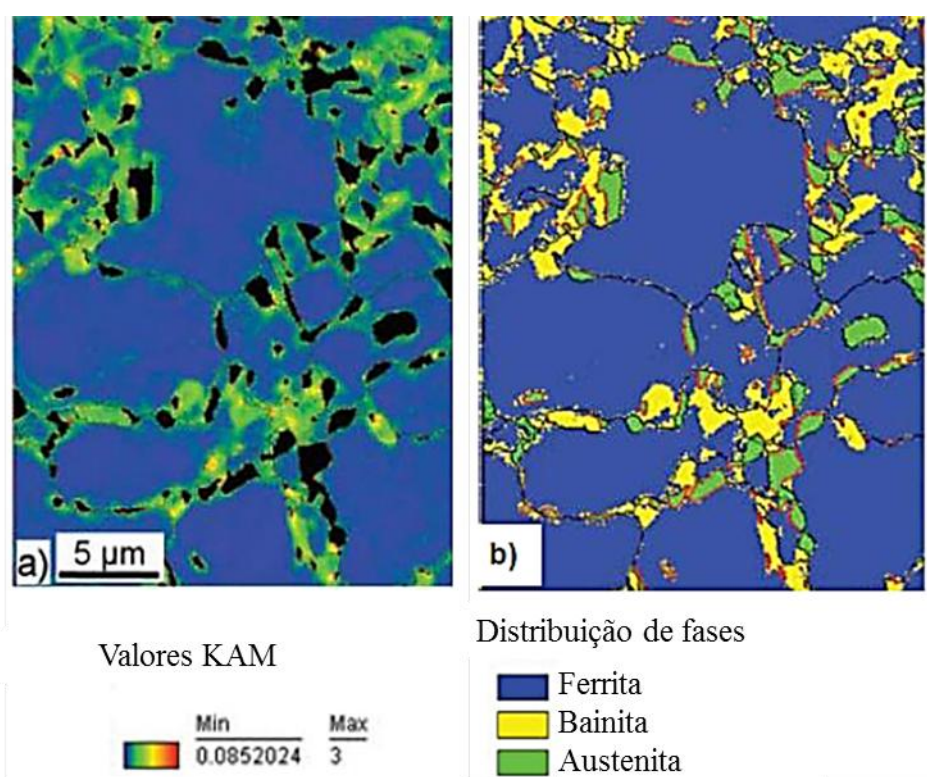 a)
5 µm
b)
Valores KAM
Min Max
0.0852024 3
Distribuição de fases
Ferrita
Bainita
Austenita